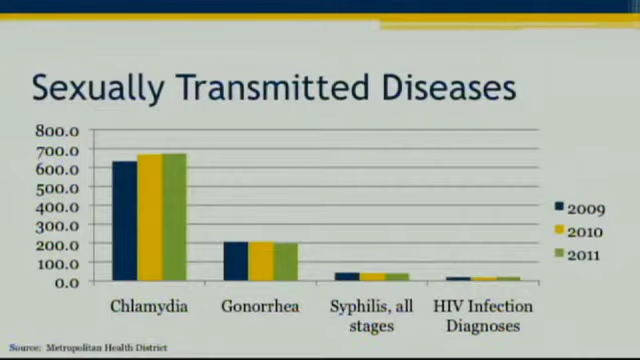 Sexually Transmitted Diseases
800.0
700.0
600.0
500.0
400.0
300.0
200.0
100.0
0.0
Chlamydia
Gonorrhea
Syphilis, all
stages
HIV Infection
Diagnoses
2009
2010
2011
Source: Metropolitan Health District